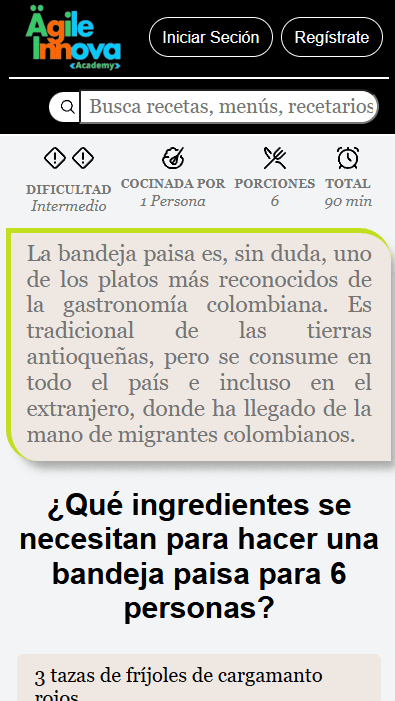 Ägile
Innova
<Academy>
Iniciar Seción
Regístrate
Busca recetas, menús, recetarios
DIFICULTAD
Intermedio
COCINADA POR
1 Persona
PORCIONES
6
TOTAL
90 min
La bandeja paisa es, sin duda, uno
de los platos más reconocidos de
la gastronomía colombiana. Es
tradicional de las tierras
antioqueñas, pero se consume en
todo el país e incluso en el
extranjero, donde ha llegado de la
mano de migrantes colombianos.
¿Qué ingredientes se
necesitan para hacer una
bandeja paisa para 6
personas?
3 tazas de fríjoles de cargamanto
rojos